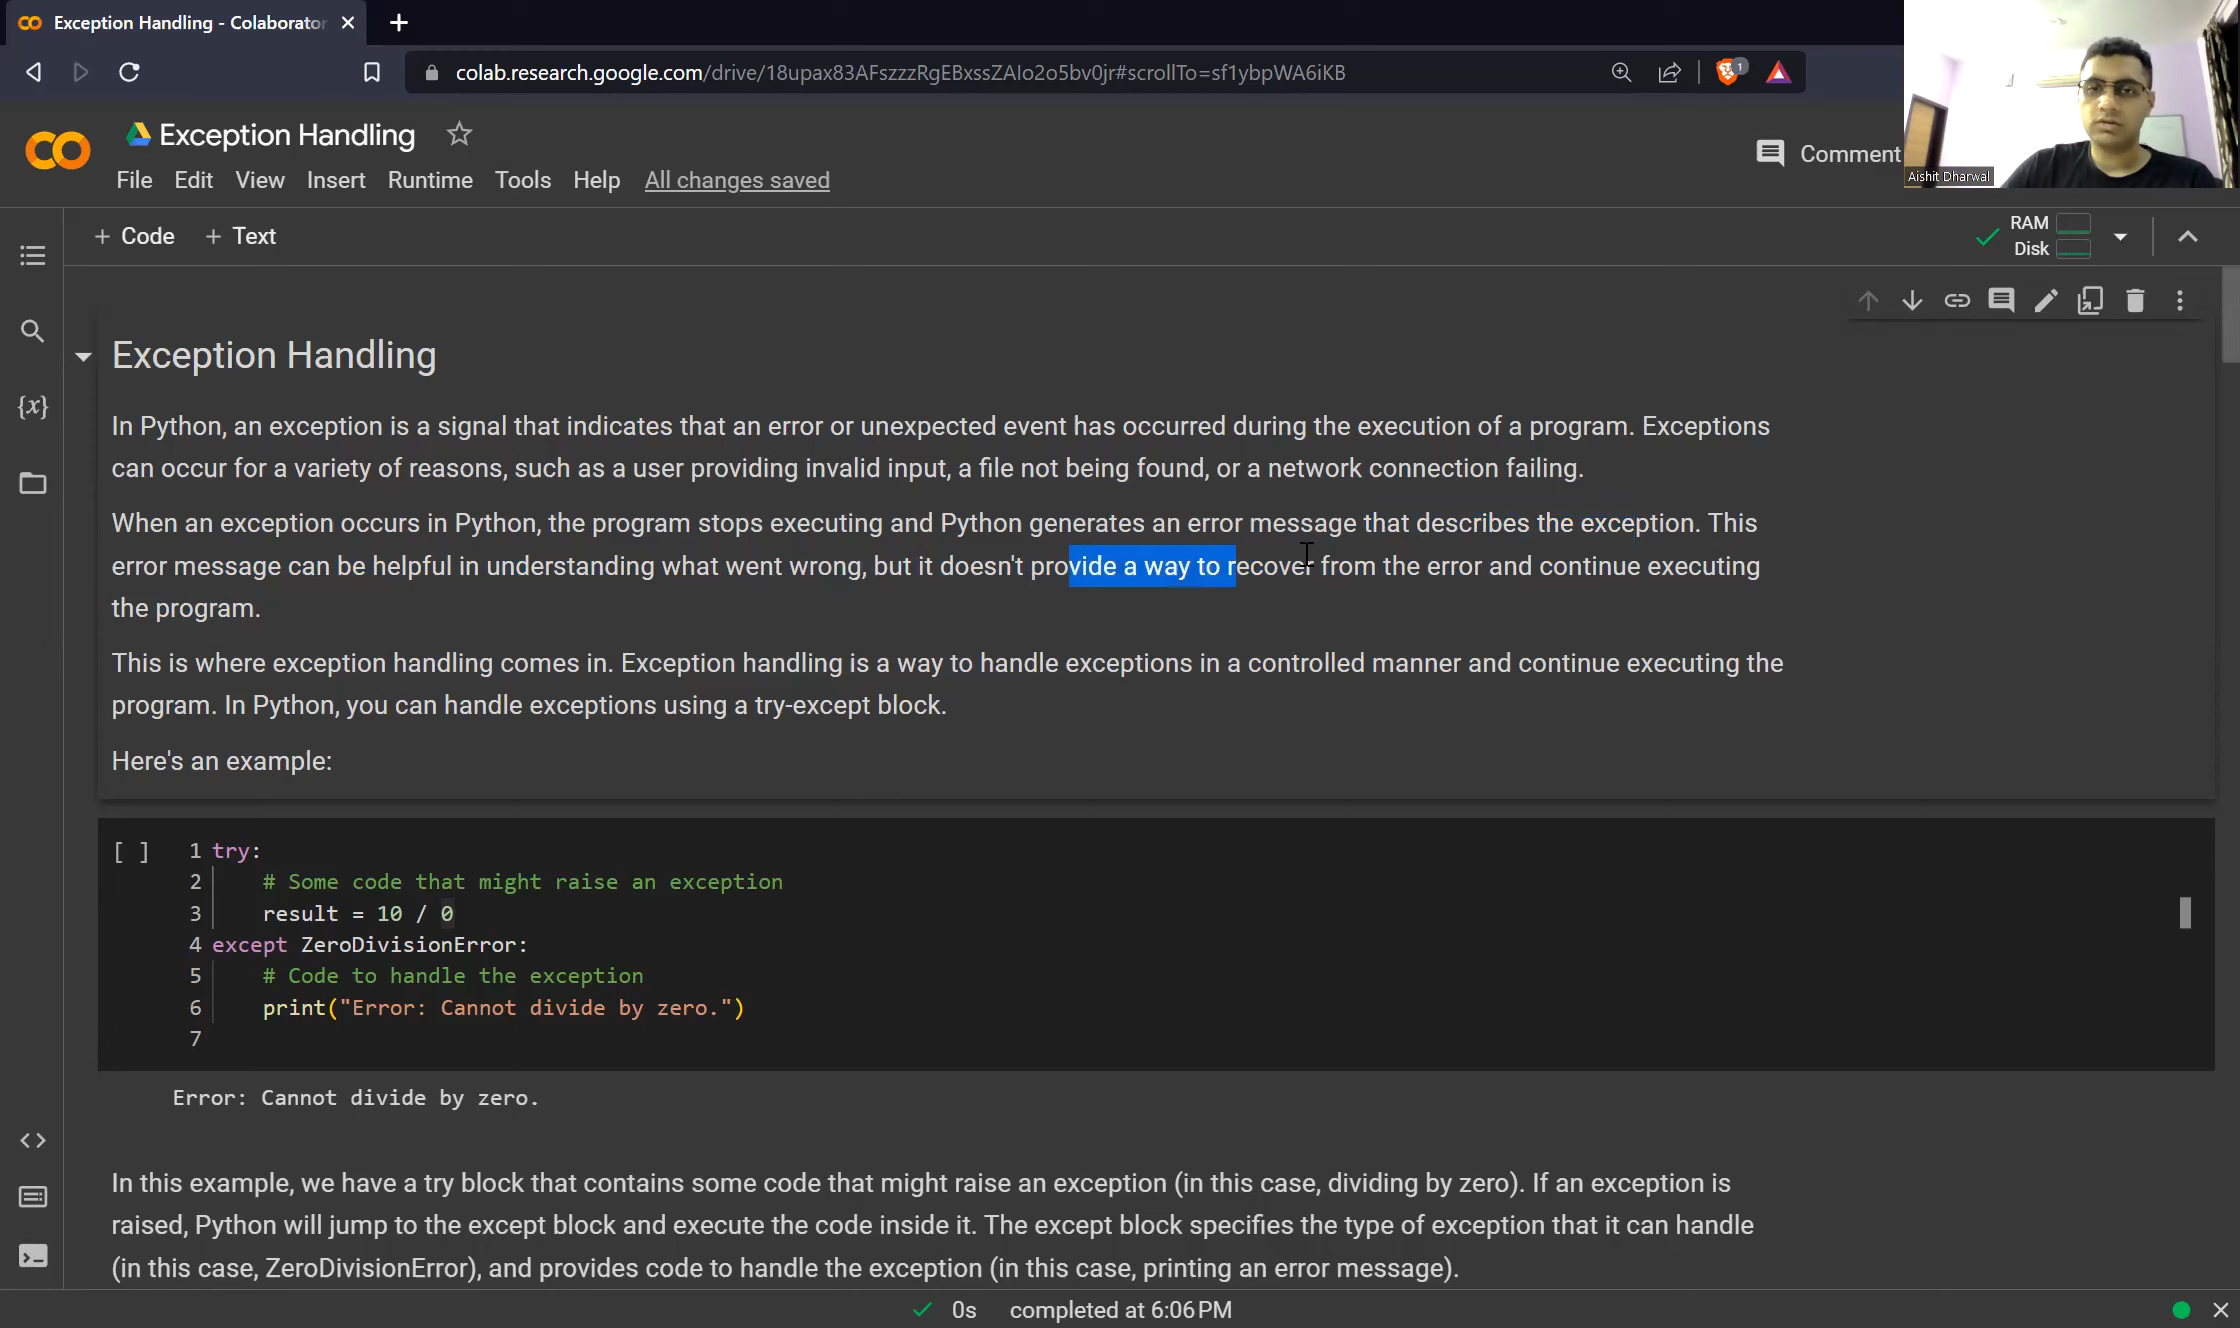 Exception Handling - Colaborator
colab.research.google.com/drive/18upax83AFszzzRgEBxssZAIo2o5bv0jr#scrollTo=sf1ybpWA6iKB
1
Exception Handling
Comment
Aishit Dharwal
File Edit View Insert Runtime Tools Help All changes saved
+ Code + Text
RAM
Disk
Exception Handling
{x}
In Python, an exception is a signal that indicates that an error or unexpected event has occurred during the execution of a program. Exceptions
can occur for a variety of reasons, such as a user providing invalid input, a file not being found, or a network connection failing.
When an exception occurs in Python, the program stops executing and Python generates an error message that describes the exception. This
error message can be helpful in understanding what went wrong, but it doesn't provide a way to recover from the error and continue executing
the program.
This is where exception handling comes in. Exception handling is a way to handle exceptions in a controlled manner and continue executing the
program. In Python, you can handle exceptions using a try-except block.
Here's an example:
[ ] 1 try:
2 # Some code that might raise an exception
3 result = 10 / 0
4 except ZeroDivisionError:
5 # Code to handle the exception
6 print("Error: Cannot divide by zero.")
7
Error: Cannot divide by zero.
In this example, we have a try block that contains some code that might raise an exception (in this case, dividing by zero). If an exception is
raised, Python will jump to the except block and execute the code inside it. The except block specifies the type of exception that it can handle
(in this case, ZeroDivisionError), and provides code to handle the exception (in this case, printing an error message).
0s completed at 6:06 PM